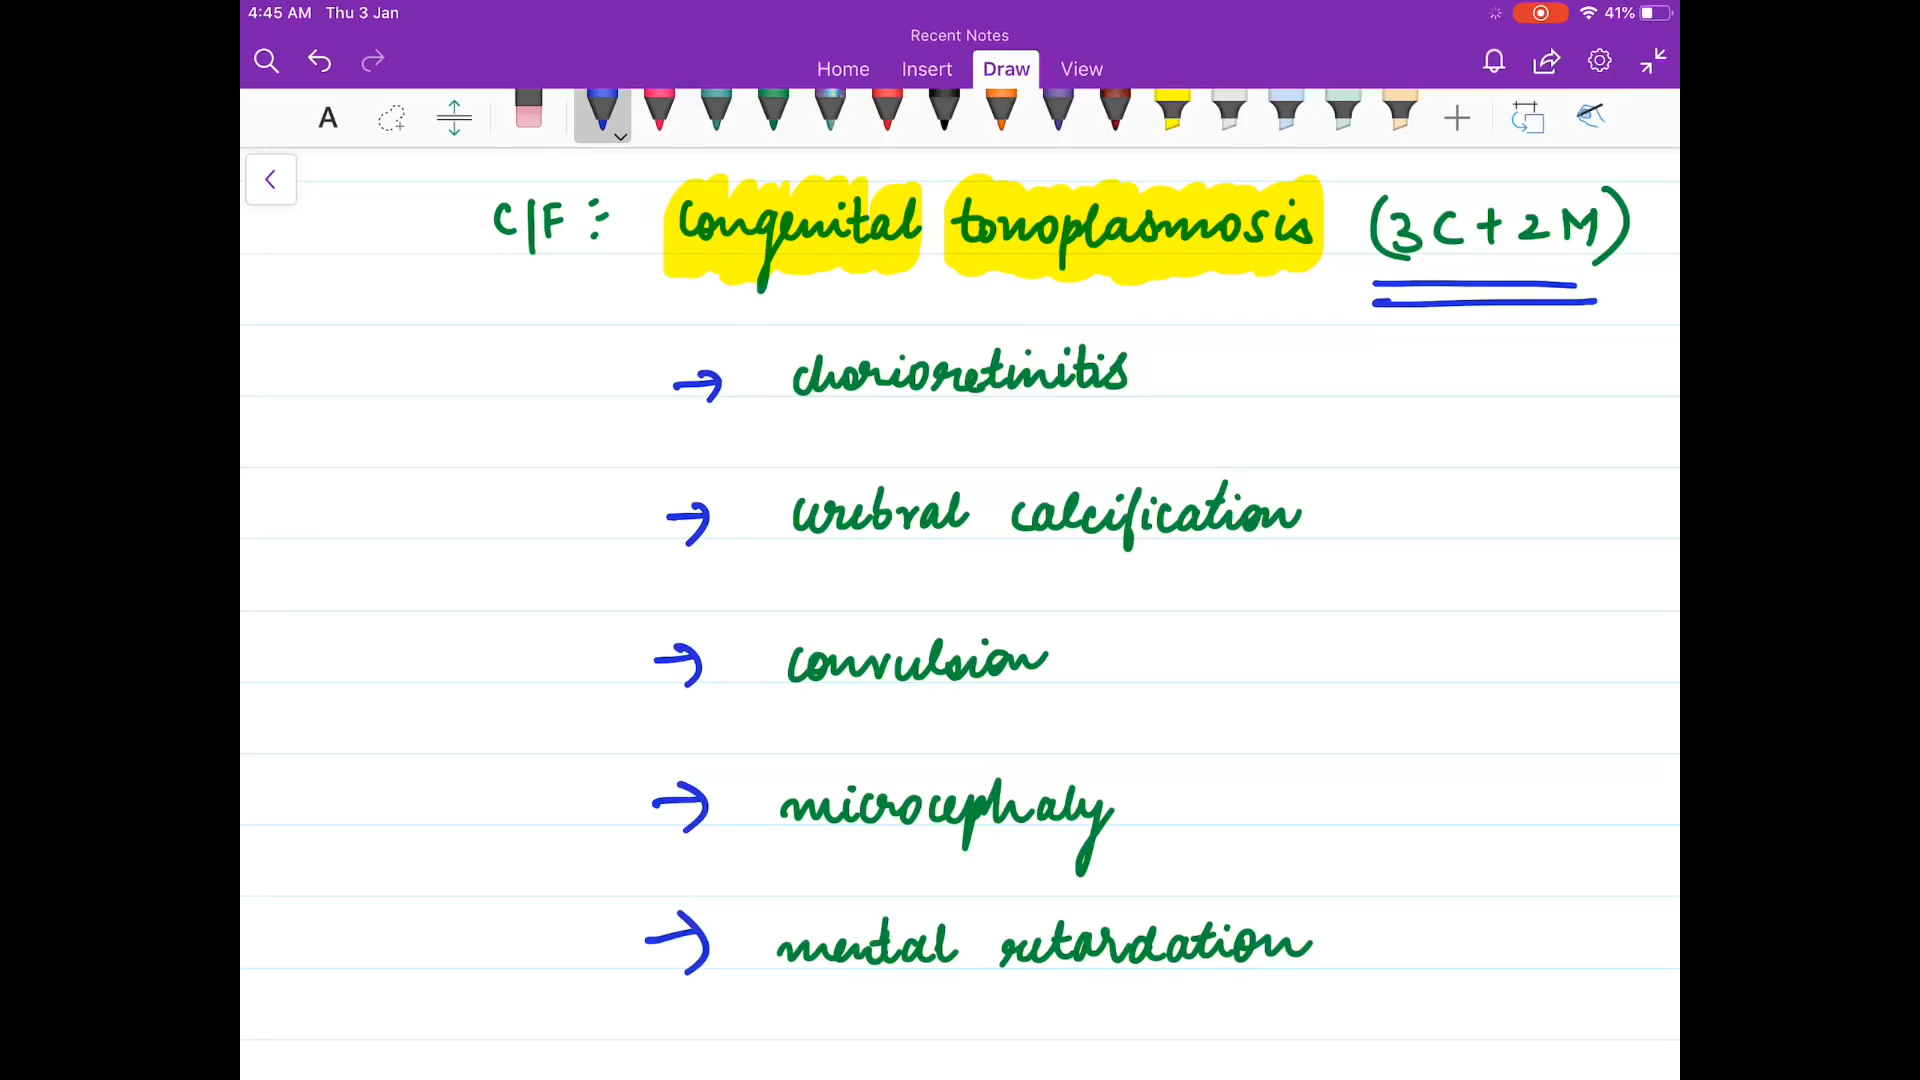 4:45 AM Thu 3 Jan 41%
Recent Notes
Home Insert Draw View
A
C/F : Congenital toxoplasmosis (3C + 2M)
→ chorioretinitis
→ cerebral calcification
→ convulsion
→ microcephaly
→ mental retardation